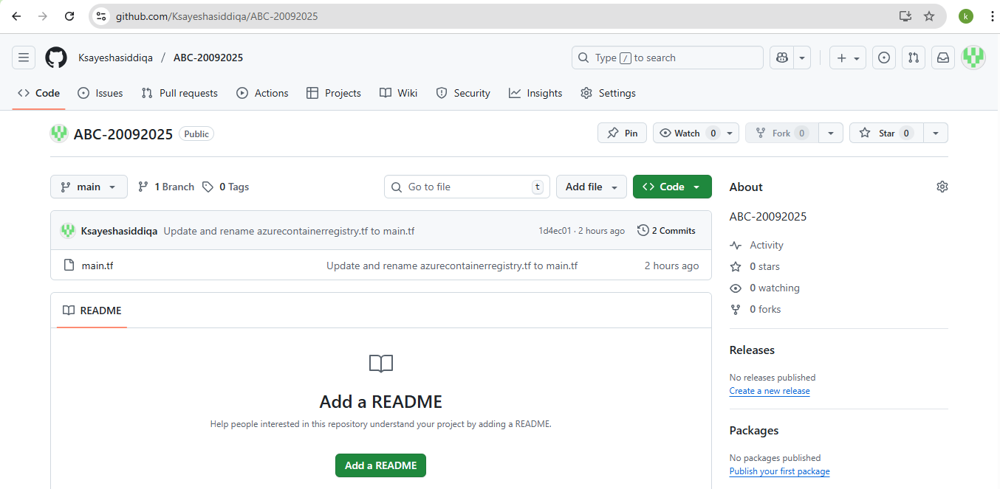 github.com/Ksayeshasiddiqa/ABC-20092025
k
Ksayeshasiddiqa / ABC-20092025
Type / to search
Code Issues Pull requests Actions Projects Wiki Security Insights Settings
ABC-20092025 Public
Pin Watch 0 Fork 0 Star 0
main 1 Branch 0 Tags
Go to file t Add file Code
Ksayeshasiddiqa Update and rename azurecontainerregistry.tf to main.tf 1d4ec01 · 2 hours ago 2 Commits
main.tf Update and rename azurecontainerregistry.tf to main.tf 2 hours ago
README
Add a README
Help people interested in this repository understand your project by adding a README.
Add a README
About
ABC-20092025
Activity
0 stars
0 watching
0 forks
Releases
No releases published
Create a new release
Packages
No packages published
Publish your first package